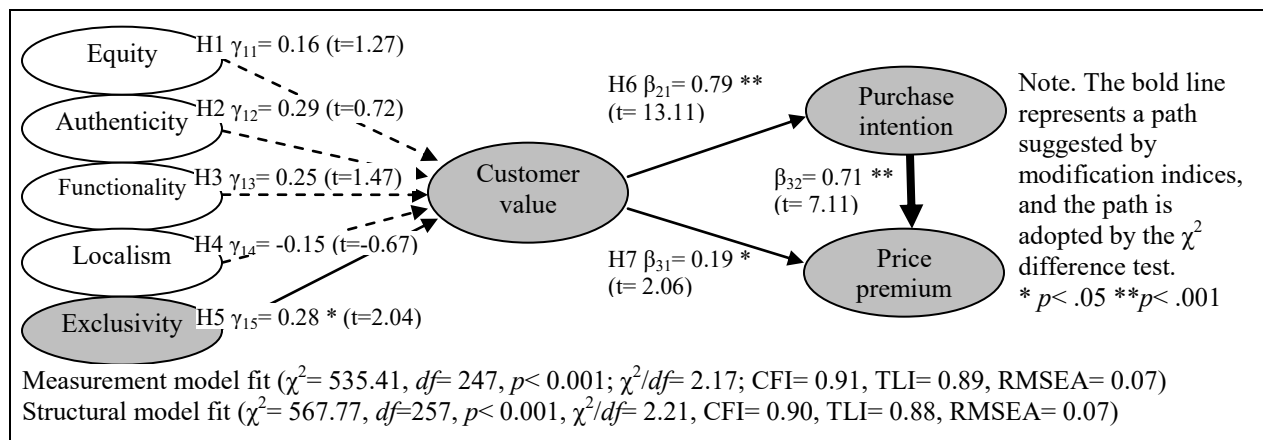 Equity
H1 γ11= 0.16 (t=1.27)
Authenticity
H2 γ12= 0.29 (t=0.72)
Functionality
H3 γ13= 0.25 (t=1.47)
Localism
H4 γ14= -0.15 (t=-0.67)
Exclusivity
H5 γ15= 0.28 * (t=2.04)
Customer
value
H6 β21= 0.79 **
(t= 13.11)
H7 β31= 0.19 *
(t= 2.06)
Purchase
intention
β32= 0.71 **
(t= 7.11)
Price
premium
Note. The bold line
represents a path
suggested by
modification indices,
and the path is
adopted by the χ2
difference test.
* p< .05 **p< .001
Measurement model fit (χ2= 535.41, df= 247, p< 0.001; χ2/df= 2.17; CFI= 0.91, TLI= 0.89, RMSEA= 0.07)
Structural model fit (χ2= 567.77, df=257, p< 0.001, χ2/df= 2.21, CFI= 0.90, TLI= 0.88, RMSEA= 0.07)